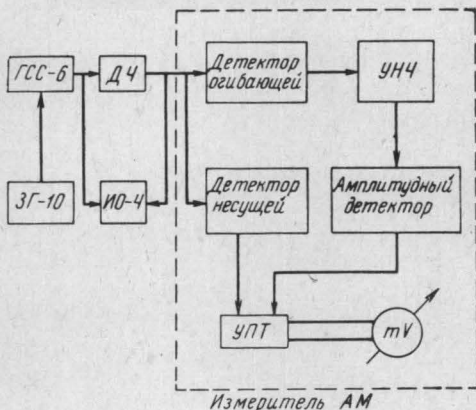 ГСС-6
ДЧ
Детектор
огибающей
УНЧ
ЗГ-10
ИО-4
Детектор
несущей
Амплитудный
детектор
УПТ
mV
Измеритель АМ